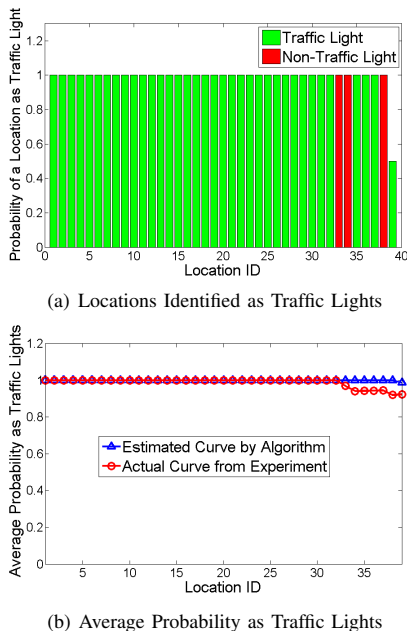 Probability of a Location as Traffic Light
1
0.8
0.6
0.4
0.2
0
Traffic Light
Non-Traffic Light
0 5 10 15 20 25 30 35 40
Location ID
(a) Locations Identified as Traffic Lights
Average Probability as Traffic Lights
1.2
1
0.8
0.6
0.4
0.2
0
Estimated Curve by Algorithm
Actual Curve from Experiment
5 10 15 20 25 30 35
Location ID
(b) Average Probability as Traffic Lights